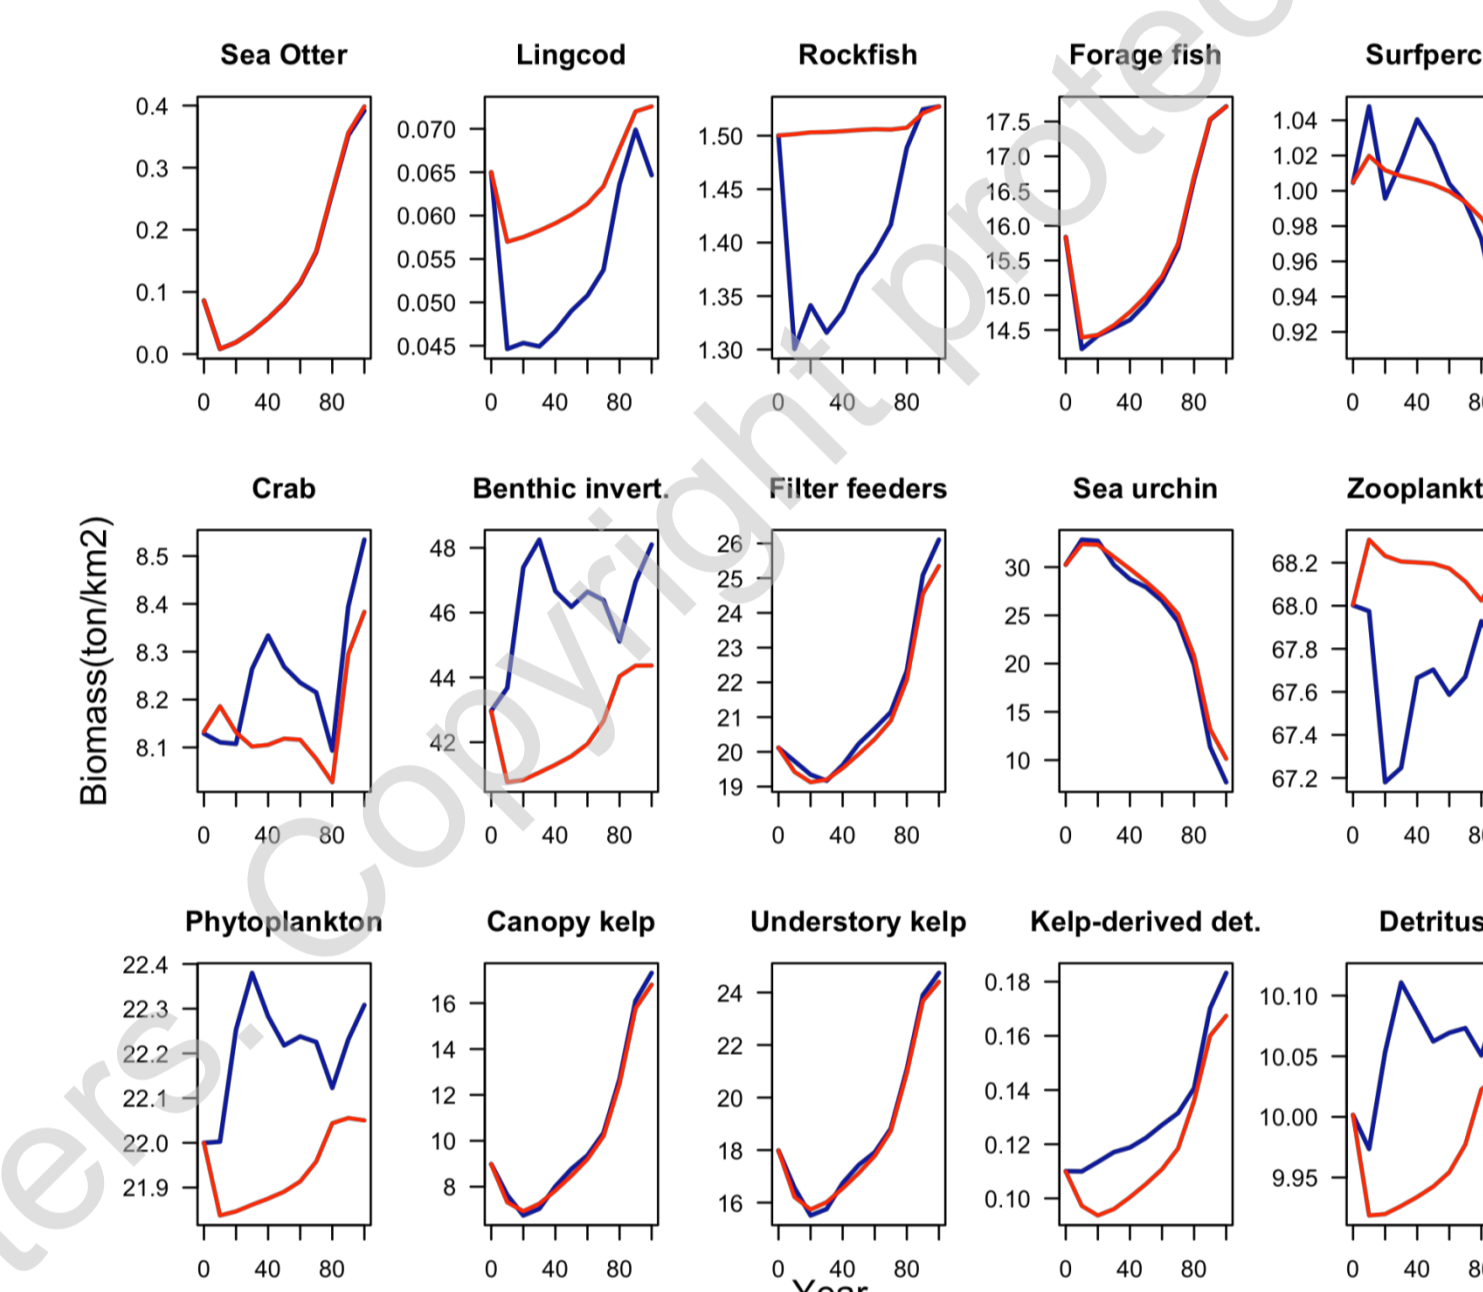 Sea Otter Lingcod Rockfish Forage fish Surfperc
0.4 0.3 0.2 0.1 0.0
0.070 0.065 0.060 0.055 0.050 0.045
1.50 1.45 1.40 1.35 1.30
17.5 17.0 16.5 16.0 15.5 15.0 14.5
1.04 1.02 1.00 0.98 0.96 0.94 0.92
0 40 80 0 40 80 0 40 80 0 40 80 0 40 80
Biomass(ton/km2)
Crab Benthic invert. Filter feeders Sea urchin Zooplankt
8.5 8.4 8.3 8.2 8.1
48 46 44 42
26 25 24 23 22 21 20 19
30 25 20 15 10
68.2 68.0 67.8 67.6 67.4 67.2
0 40 80 0 40 80 0 40 80 0 40 80 0 40 80
Phytoplankton Canopy kelp Understory kelp Kelp-derived det. Detritus
22.4 22.3 22.2 22.1 22.0 21.9
16 14 12 10 8
24 22 20 18 16
0.18 0.16 0.14 0.12 0.10
10.10 10.05 10.00 9.95
0 40 80 0 40 80 0 40 80 0 40 80 0 40 80
Year
ters. Copyright protec